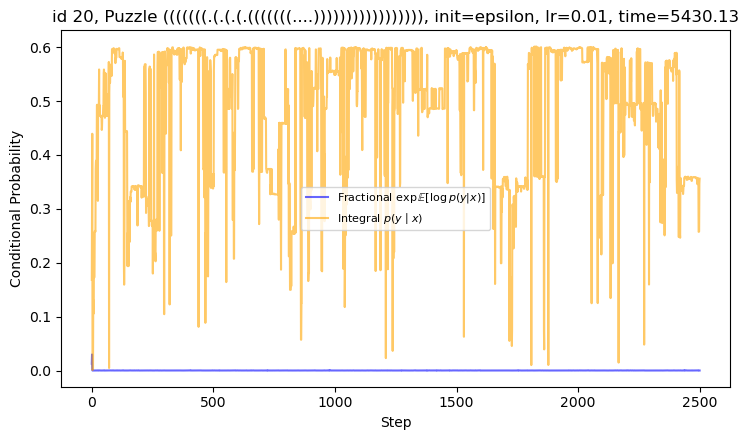 id 20, Puzzle (((((((.(.(.(.(((((((....))))))))))))))))), init=epsilon, lr=0.01, time=5430.13
Conditional Probability
0.6
0.5
0.4
0.3
0.2
0.1
0.0
Fractional exp𝔼[log p(y|x)]
Integral p(y | x)
0
500
1000
1500
2000
2500
Step